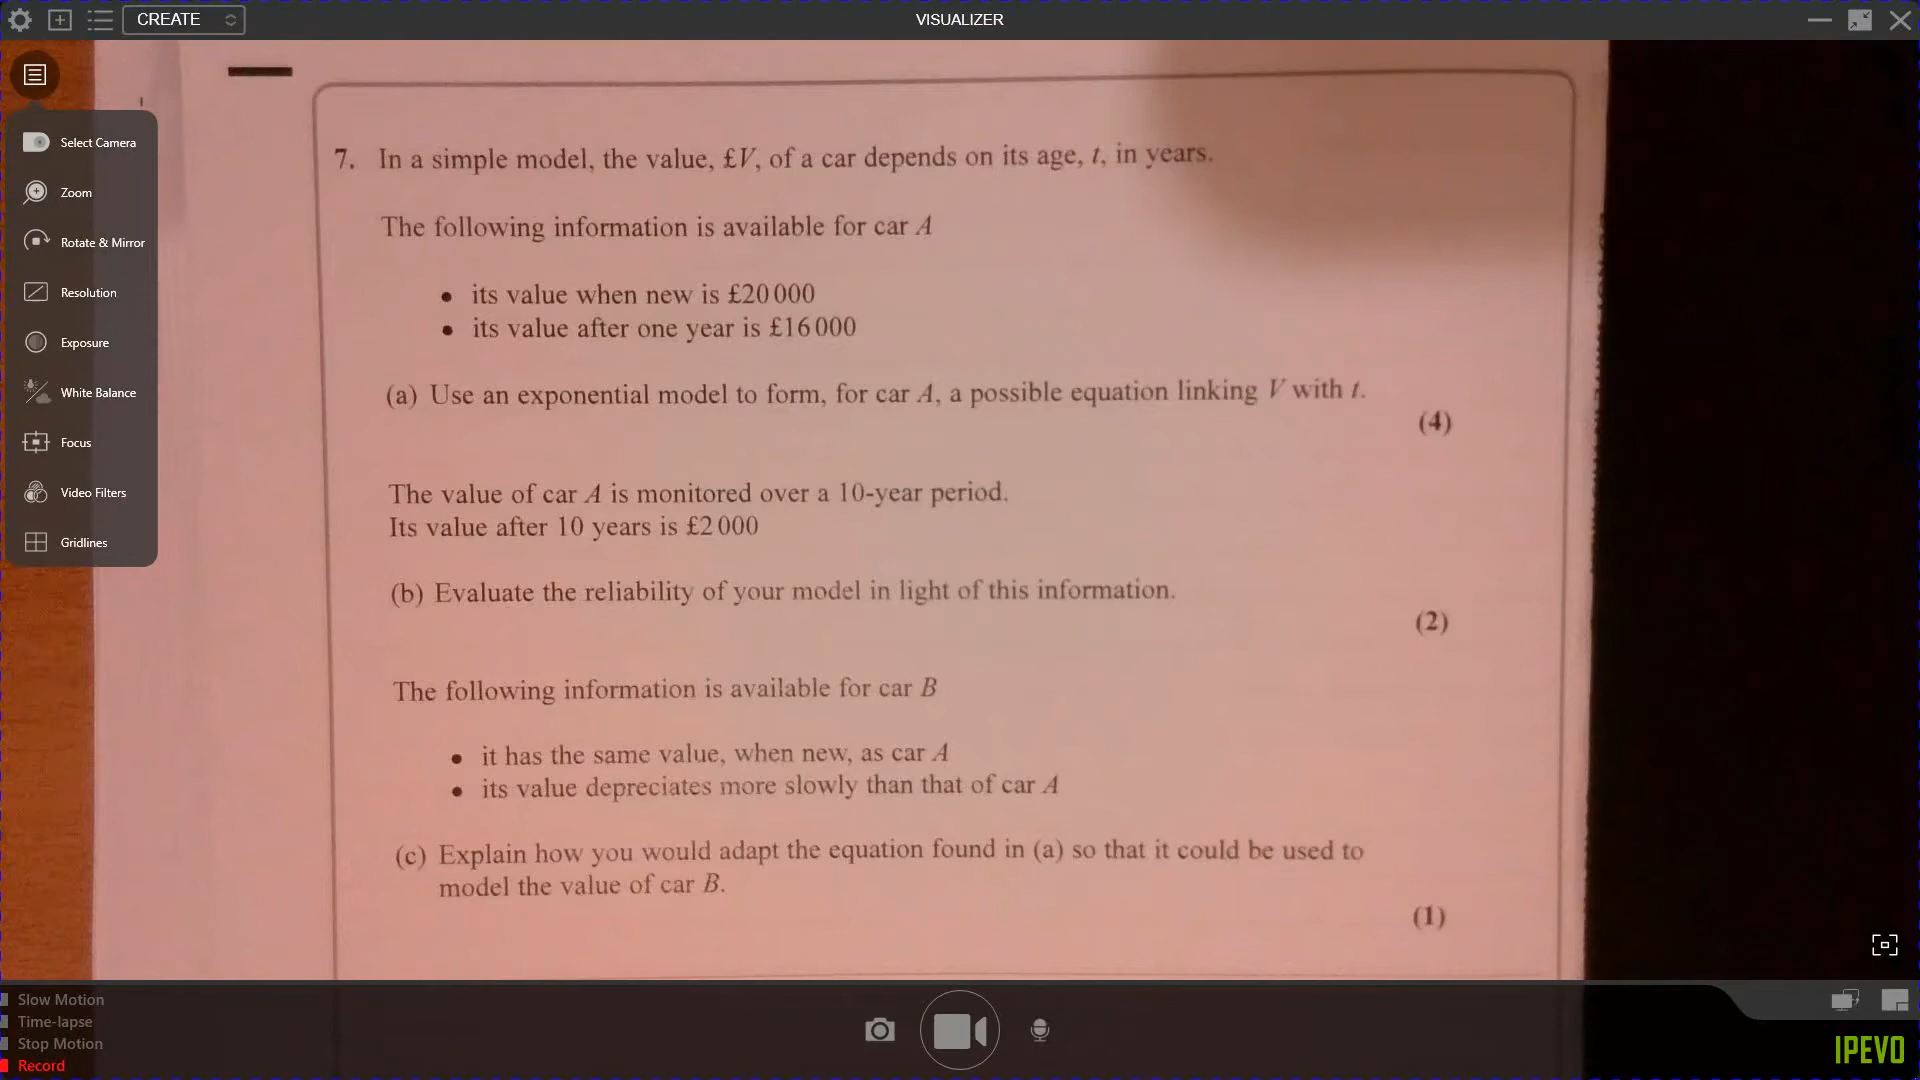 CREATE
VISUALIZER
Select Camera
Zoom
Rotate & Mirror
Resolution
Exposure
White Balance
Focus
Video Filters
Gridlines
7. In a simple model, the value, £V, of a car depends on its age, t, in years.
The following information is available for car A
• its value when new is £20 000
• its value after one year is £16 000
(a) Use an exponential model to form, for car A, a possible equation linking V with t.
(4)
The value of car A is monitored over a 10-year period.
Its value after 10 years is £2 000
(b) Evaluate the reliability of your model in light of this information.
(2)
The following information is available for car B
• it has the same value, when new, as car A
• its value depreciates more slowly than that of car A
(c) Explain how you would adapt the equation found in (a) so that it could be used to
model the value of car B.
(1)
Slow Motion
Time-lapse
Stop Motion
Record
IPEVO